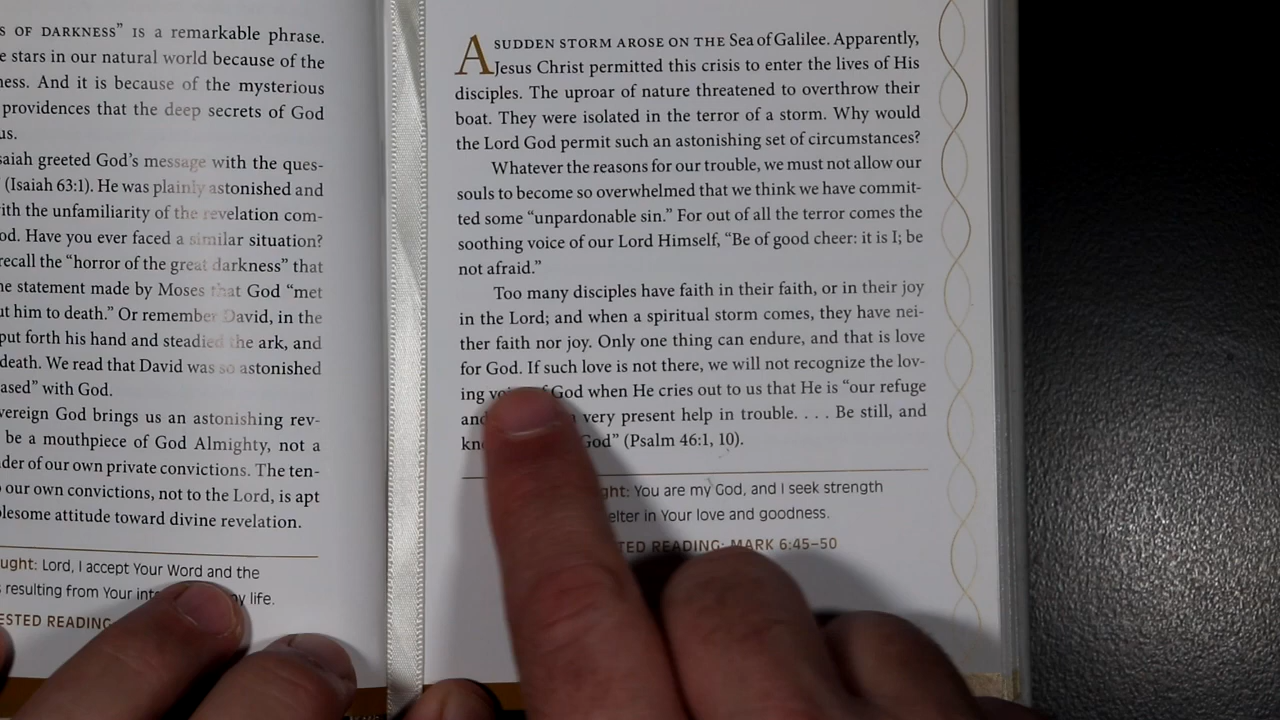 S OF DARKNESS” IS a remarkable phrase.
e stars in our natural world because of the
ness. And it is because of the mysterious
providences that the deep secrets of God
us.
saiah greeted God’s message with the ques-
(Isaiah 63:1). He was plainly astonished and
ith the unfamiliarity of the revelation com-
od. Have you ever faced a similar situation?
recall the “horror of the great darkness” that
ne statement made by Moses that God “met
ut him to death.” Or remember David, in the
put forth his hand and steadied the ark, and
death. We read that David was so astonished
ased” with God.
vereign God brings us an astonishing rev-
be a mouthpiece of God Almighty, not a
der of our own private convictions. The ten-
o our own convictions, not to the Lord, is apt
olesome attitude toward divine revelation.
ught: Lord, I accept Your Word and the
s resulting from Your my life.
ESTED READING
A SUDDEN STORM AROSE ON THE Sea of Galilee. Apparently,
Jesus Christ permitted this crisis to enter the lives of His
disciples. The uproar of nature threatened to overthrow their
boat. They were isolated in the terror of a storm. Why would
the Lord God permit such an astonishing set of circumstances?
Whatever the reasons for our trouble, we must not allow our
souls to become so overwhelmed that we think we have commit-
ted some “unpardonable sin.” For out of all the terror comes the
soothing voice of our Lord Himself, “Be of good cheer: it is I; be
not afraid.”
Too many disciples have faith in their faith, or in their joy
in the Lord; and when a spiritual storm comes, they have nei-
ther faith nor joy. Only one thing can endure, and that is love
for God. If such love is not there, we will not recognize the lov-
ing voice of God when He cries out to us that He is “our refuge
and very present help in trouble. . . . Be still, and
God” (Psalm 46:1, 10).
ght: You are my God, and I seek strength
elter in Your love and goodness.
TED READING: MARK 6:45–50